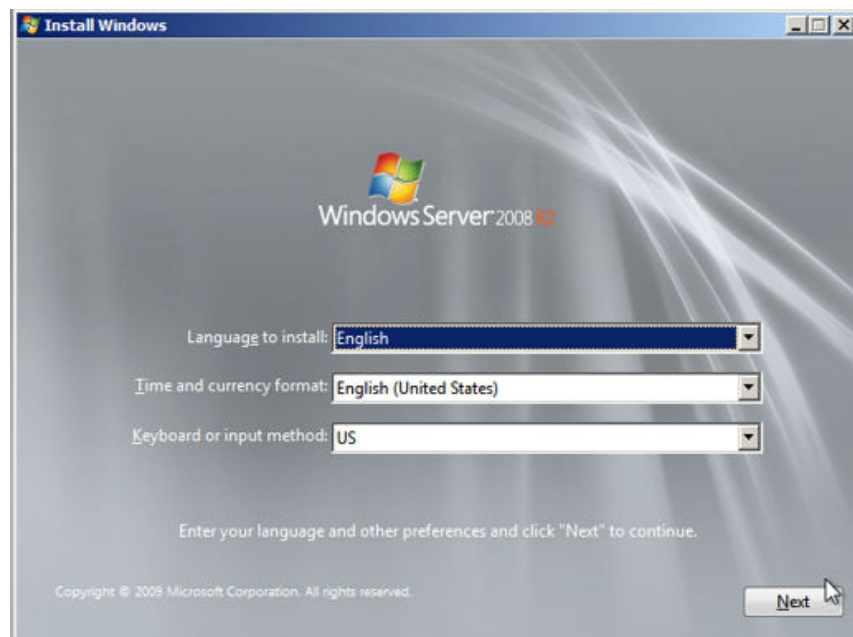 Install Windows
Windows Server 2008 R2
Language to install: English
Time and currency format: English (United States)
Keyboard or input method: US
Enter your language and other preferences and click "Next" to continue.
Copyright © 2009 Microsoft Corporation. All rights reserved.
Next